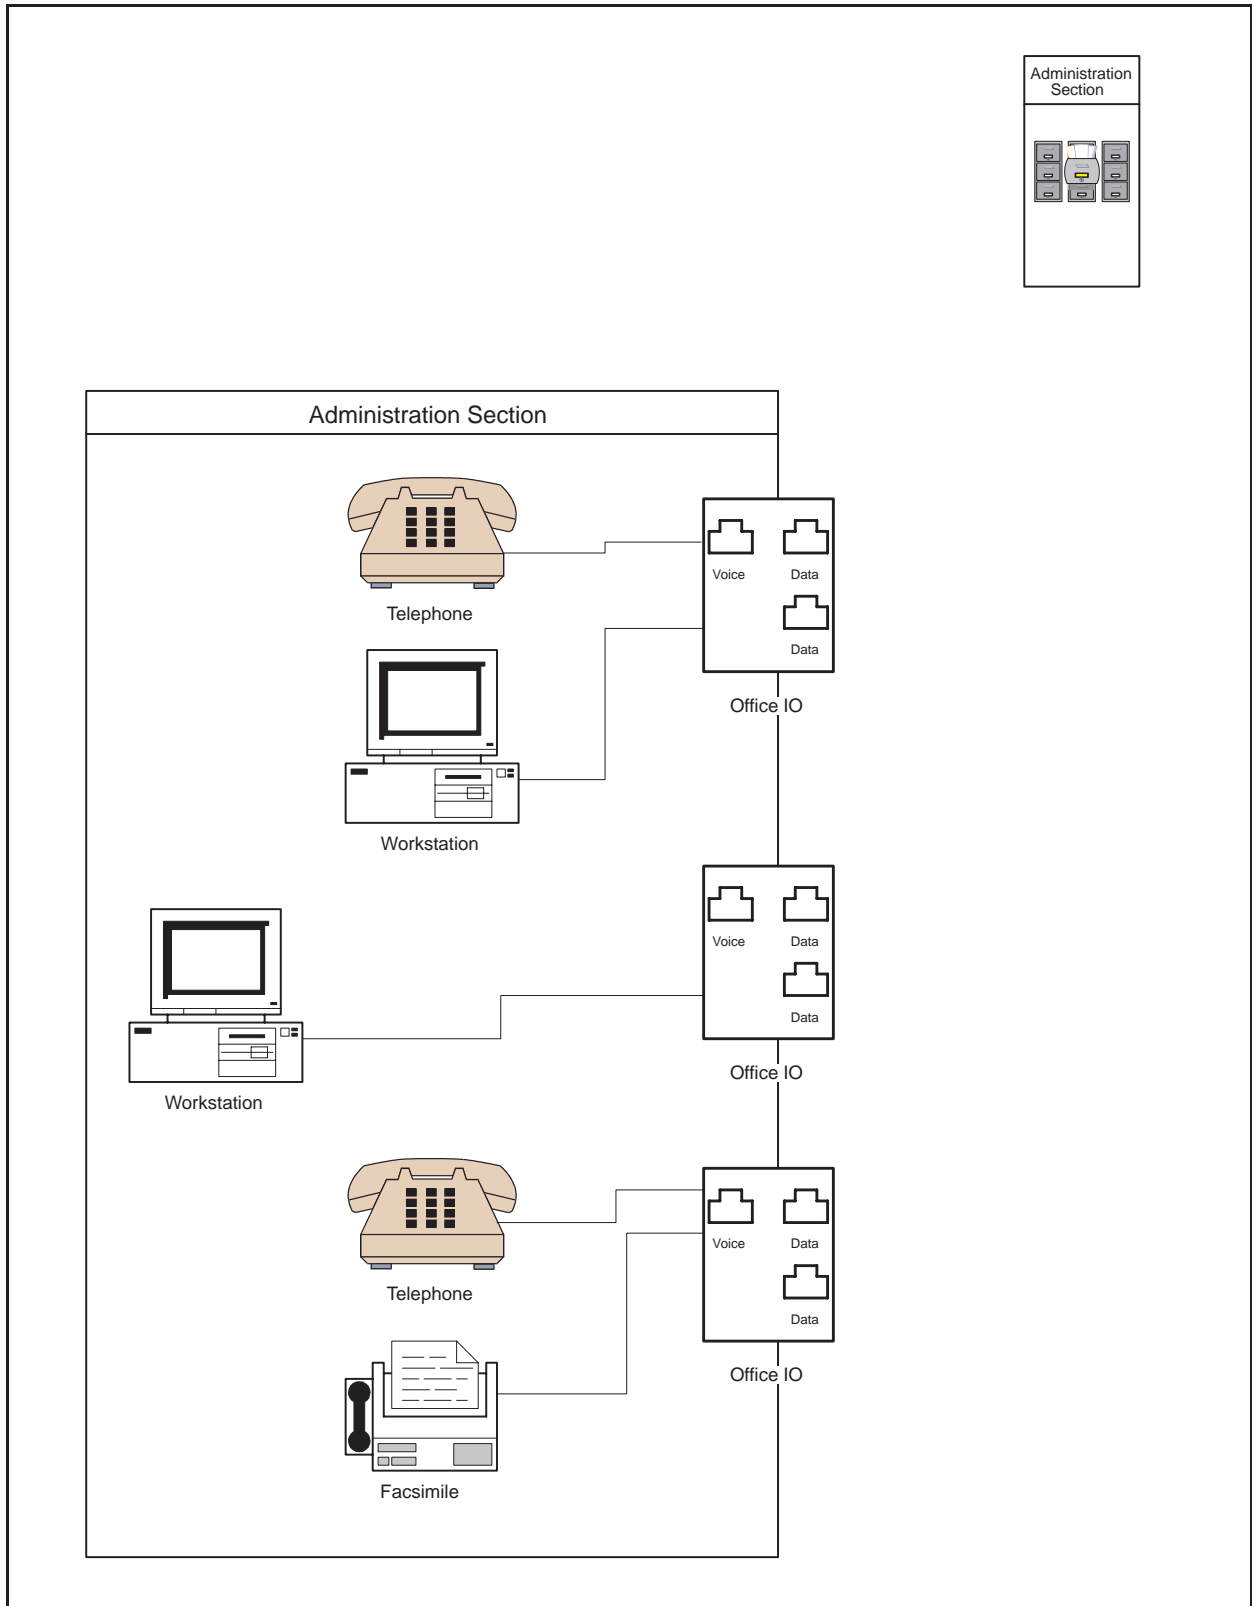 Administration
Section
Administration Section
Voice
Data
Telephone
Data
Office IO
Workstation
Voice
Data
Data
Office IO
Workstation
Voice
Data
Telephone
Data
Office IO
Facsimile